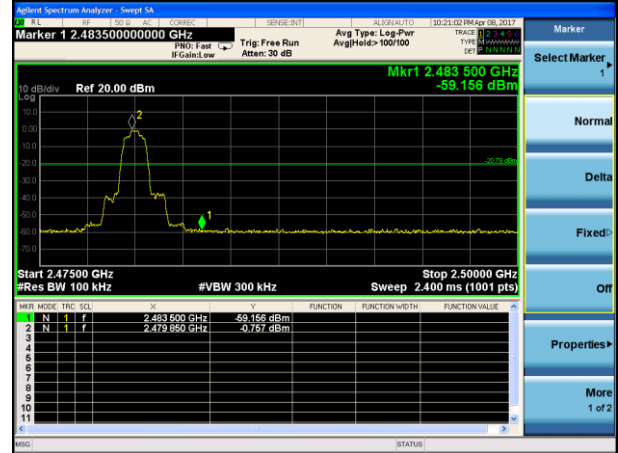 Agilent Spectrum Analyzer - Swept SA
RL RF 50 Ω AC CORREC SENSE:INT ALIGN AUTO 10:21:02 PM Apr 08, 2017
Marker 1 2.483500000000 GHz
PNO: Fast
IFGain:Low
Trig: Free Run
Atten: 30 dB
Avg Type: Log-Pwr
Avg|Hold:> 100/100
TRACE 1 2 3 4 5 6
TYPE M
DET P N N N N N
Mkr1 2.483 500 GHz
-59.156 dBm
10 dB/div Ref 20.00 dBm
Log
10.0
0.00
-10.0
-20.0
-30.0
-40.0
-50.0
-60.0
-70.0
2
1
-20.76 dBm
Start 2.47500 GHz Stop 2.50000 GHz
#Res BW 100 kHz #VBW 300 kHz Sweep 2.400 ms (1001 pts)
MKR MODE TRC SCL X Y FUNCTION FUNCTION WIDTH FUNCTION VALUE
1 N 1 f 2.483 500 GHz -59.156 dBm
2 N 1 f 2.479 850 GHz -0.757 dBm
3
4
5
6
7
8
9
10
11
MSG STATUS
Marker
Select Marker
1
Normal
Delta
Fixed
Off
Properties
More
1 of 2